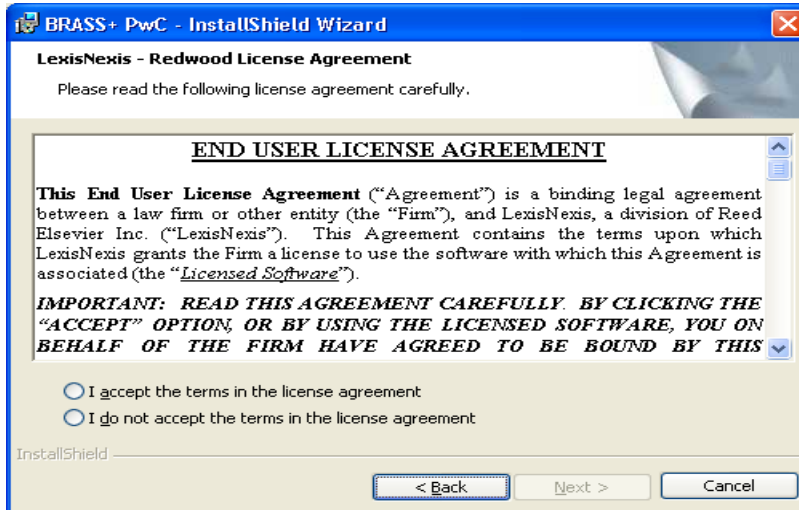 BRASS+ PwC - InstallShield Wizard
LexisNexis - Redwood License Agreement
Please read the following license agreement carefully.
END USER LICENSE AGREEMENT
This End User License Agreement (“Agreement”) is a binding legal agreement
between a law firm or other entity (the “Firm”), and LexisNexis, a division of Reed
Elsevier Inc. (“LexisNexis”). This Agreement contains the terms upon which
LexisNexis grants the Firm a license to use the software with which this Agreement is
associated (the “Licensed Software”).
IMPORTANT: READ THIS AGREEMENT CAREFULLY. BY CLICKING THE
“ACCEPT” OPTION, OR BY USING THE LICENSED SOFTWARE, YOU ON
BEHALF OF THE FIRM HAVE AGREED TO BE BOUND BY THIS
I accept the terms in the license agreement
I do not accept the terms in the license agreement
InstallShield
< Back
Next >
Cancel